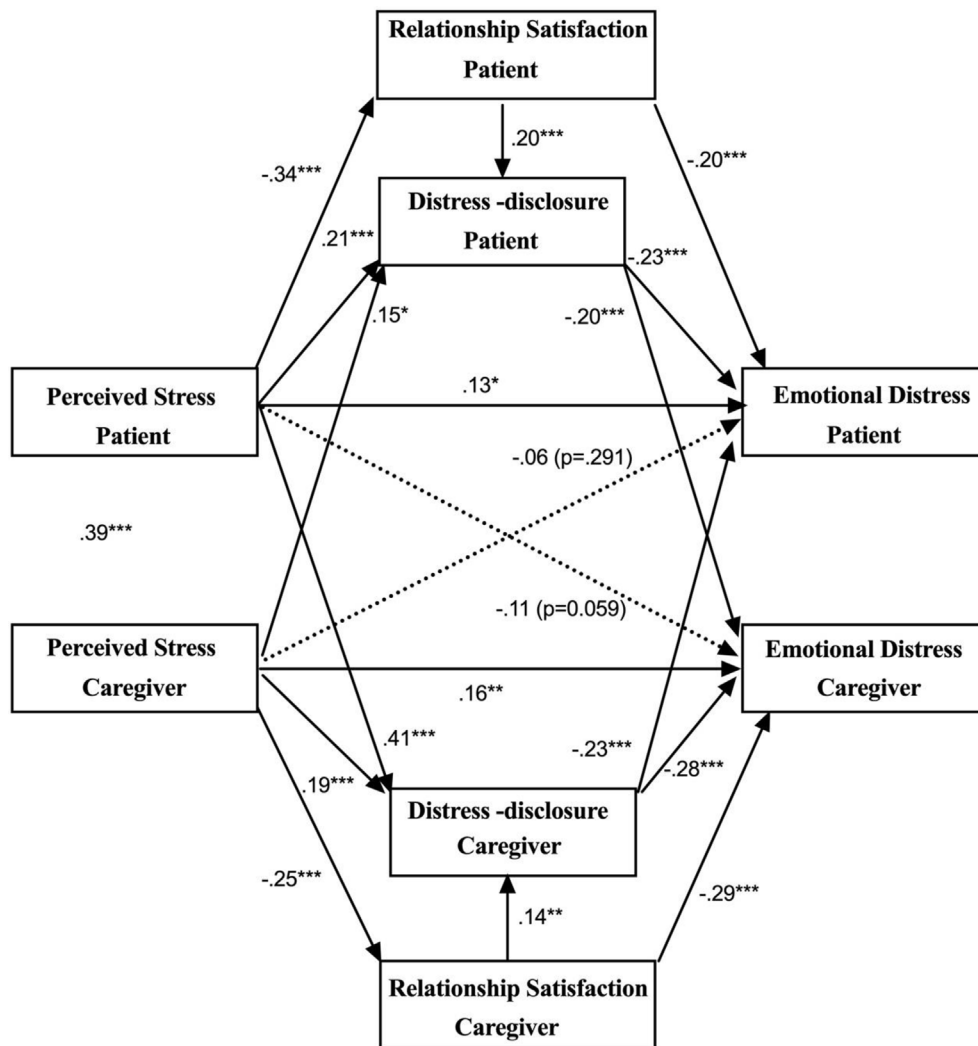 Relationship Satisfaction
Patient
.20***
-.34***
-.20***
Distress -disclosure
Patient
.21***
-.23***
.15*
-.20***
Perceived Stress
Patient
.13*
Emotional Distress
Patient
-.06 (p=.291)
.39***
-.11 (p=0.059)
Perceived Stress
Caregiver
Emotional Distress
Caregiver
.16**
.41***
-.23***
-.28***
.19***
Distress -disclosure
Caregiver
-.25***
-.29***
.14**
Relationship Satisfaction
Caregiver